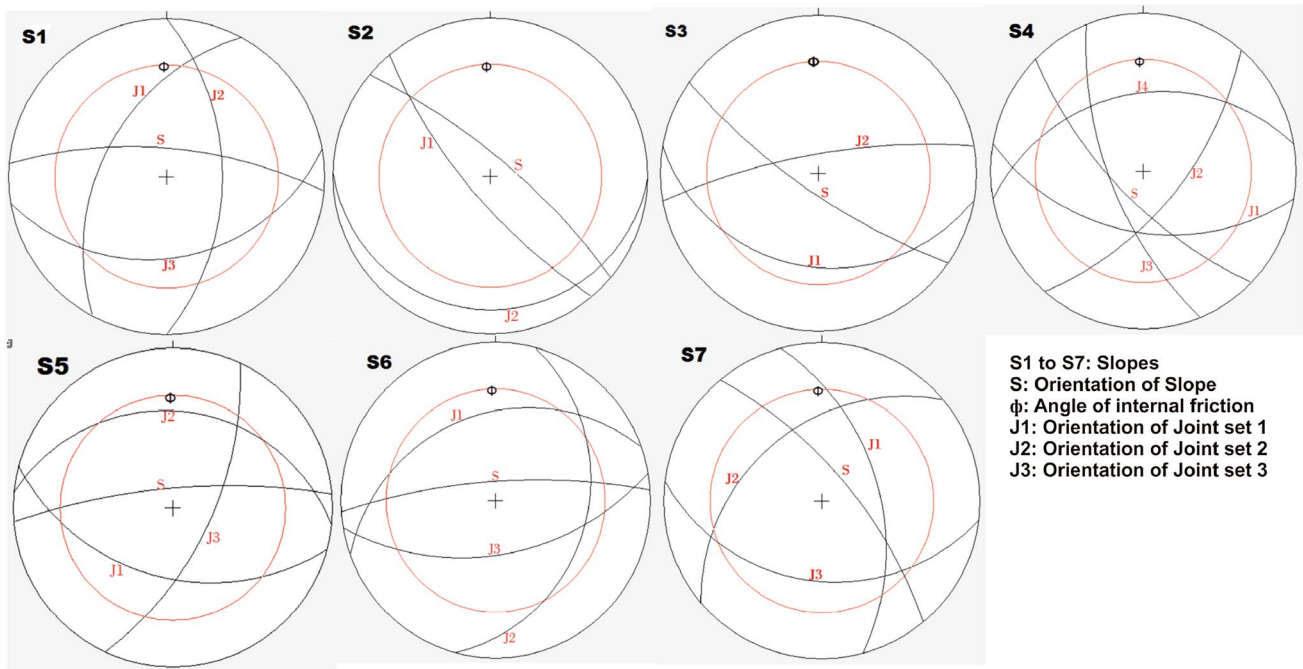 S1
ϕ
J1
J2
S
J3
S2
ϕ
J1
S
J2
S3
ϕ
J2
S
J1
S4
ϕ
J4
J2
S
J1
J3
S5
ϕ
J2
S
J3
J1
S6
ϕ
J1
S
J3
J2
S7
ϕ
J1
S
J2
J3
S1 to S7: Slopes
S: Orientation of Slope
ϕ: Angle of internal friction
J1: Orientation of Joint set 1
J2: Orientation of Joint set 2
J3: Orientation of Joint set 3